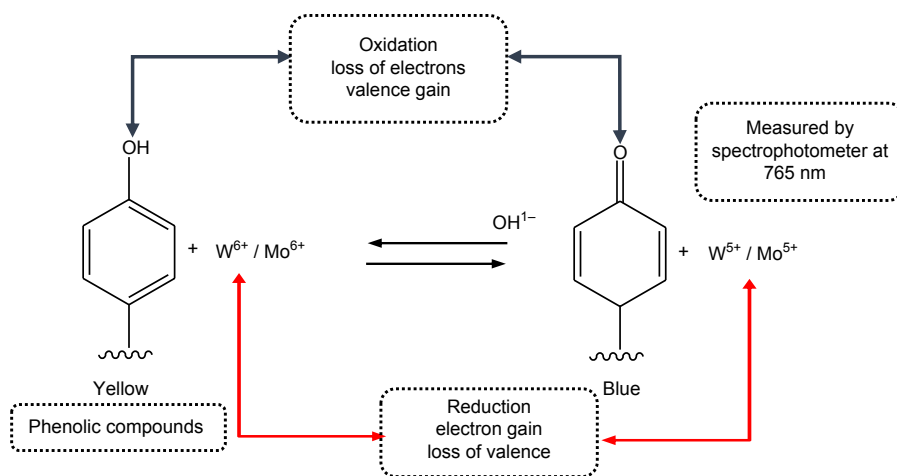 Oxidation
loss of electrons
valence gain
Measured by
spectrophotometer at
765 nm
OH
O
OH¹⁻
+ W⁶⁺ / Mo⁶⁺
+ W⁵⁺ / Mo⁵⁺
Yellow
Blue
Phenolic compounds
Reduction
electron gain
loss of valence